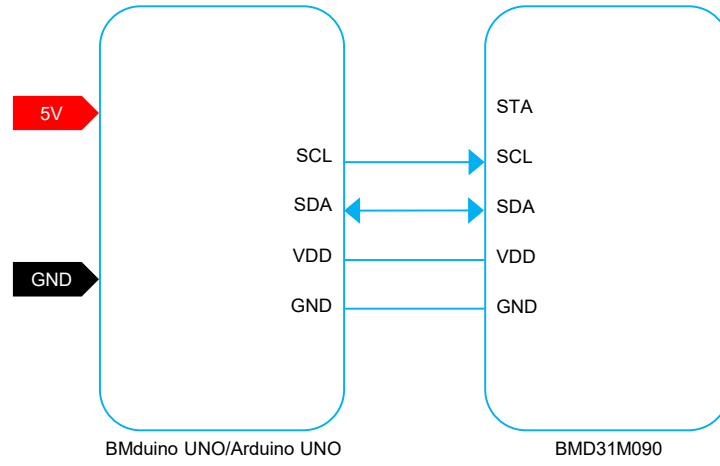 5V
STA
SCL
SCL
SDA
SDA
VDD
VDD
GND
GND
GND
BMduino UNO/Arduino UNO
BMD31M090